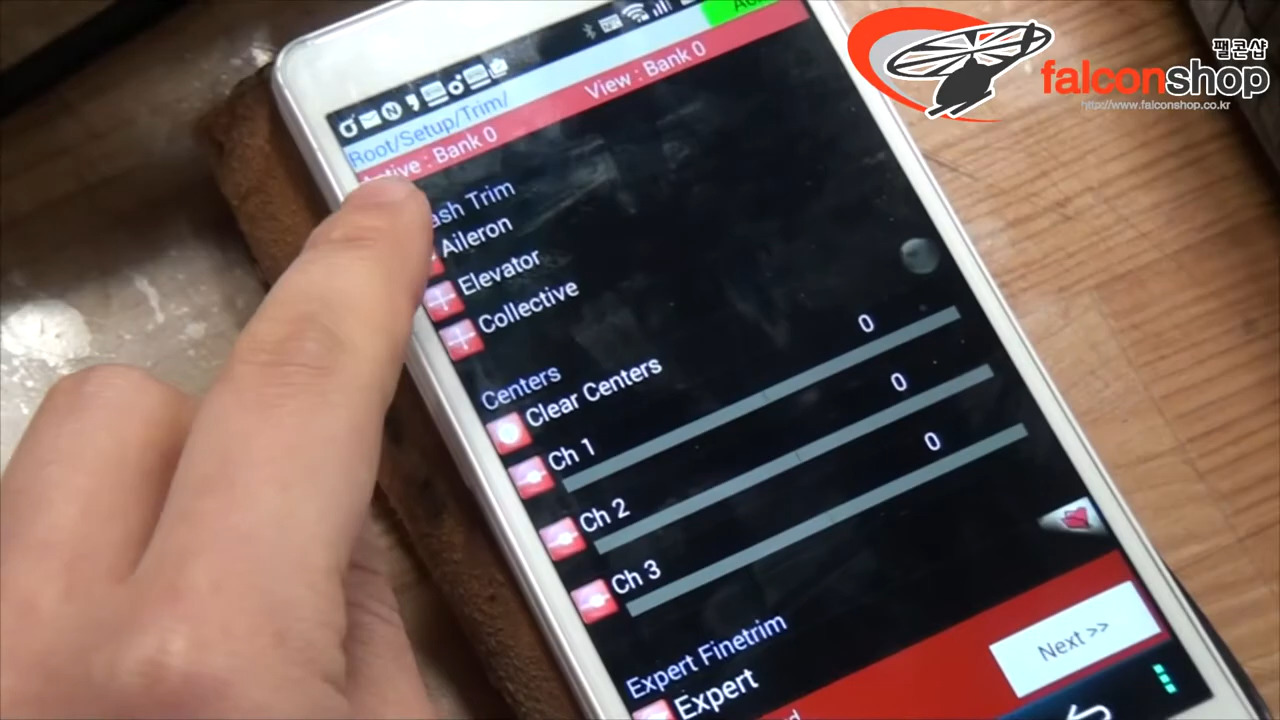 Root/Setup/Trim/
Active : Bank 0
View : Bank 0
Trim
Aileron
Elevator
Collective
Centers
Clear Centers
Ch 1
0
Ch 2
0
Ch 3
0
Expert Finetrim
Expert
Next >>
팰콘샵
falconshop
http://www.falconshop.co.kr